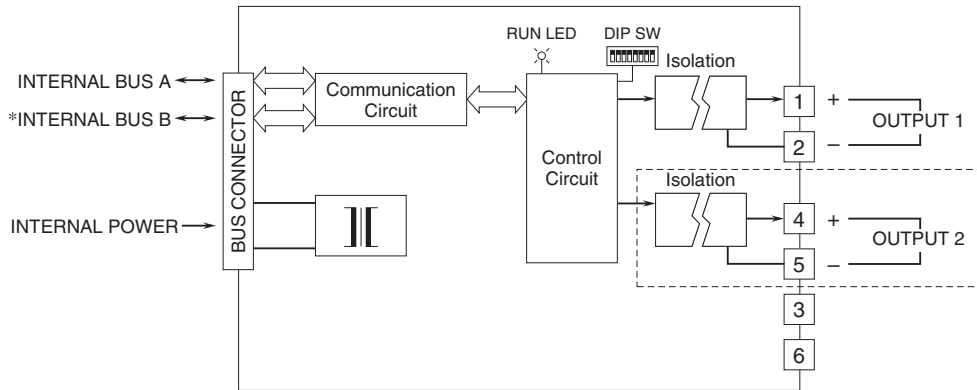 RUN LED
DIP SW
Isolation
INTERNAL BUS A
*INTERNAL BUS B
INTERNAL POWER
BUS CONNECTOR
Communication
Circuit
Control
Circuit
1 +
OUTPUT 1
2 –
Isolation
4 +
OUTPUT 2
5 –
3
6